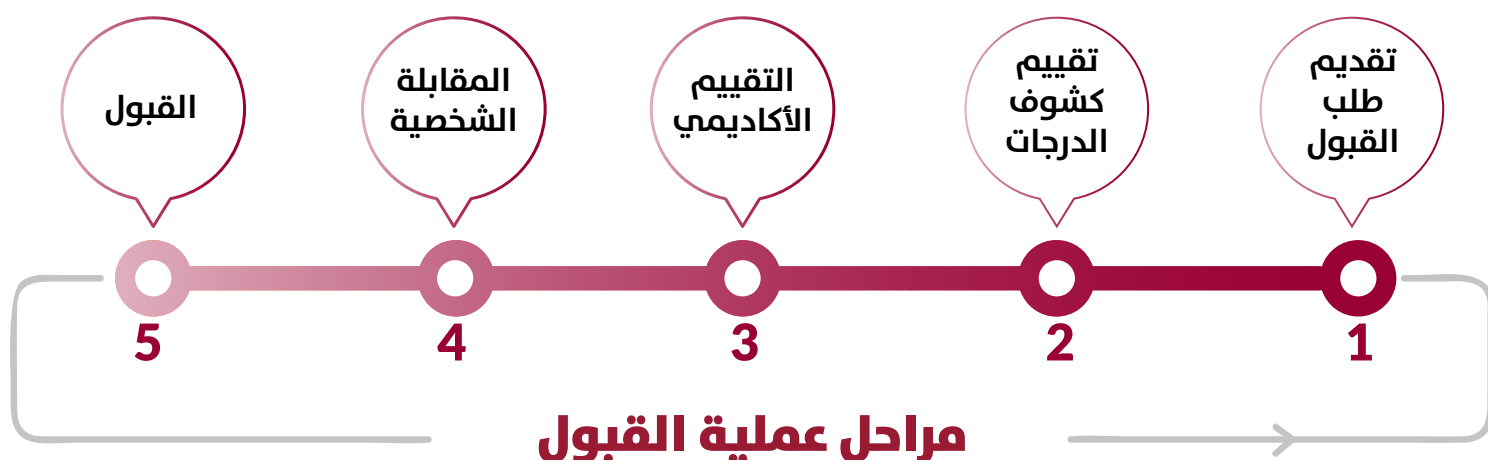 تقديم
طلب
القبول
تقييم
كشوف
الدرجات
التقييم
الأكاديمي
المقابلة
الشخصية
القبول
1
2
3
4
5
مراحل عملية القبول